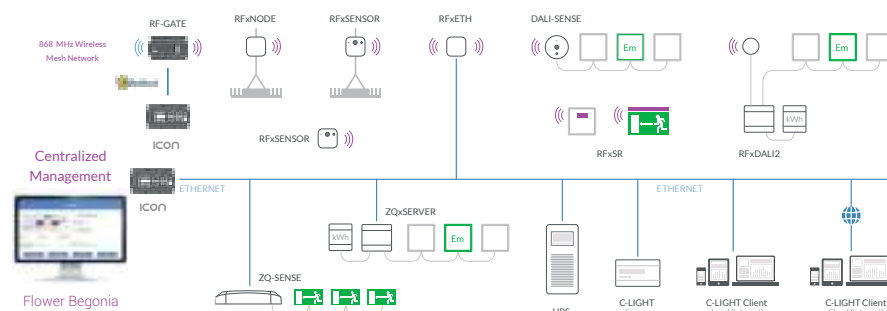 RF-GATE
RFxNODE
RFxSENSOR
RFxETH
DALI-SENSE
868 MHz Wireless
Mesh Network
Em
Em
ICON
RFxSENSOR
kWh
RFxSR
RFxDALI2
Centralized
Management
ETHERNET
ETHERNET
ICON
ZQxSERVER
kWh
Em
ZQ-SENSE
Flower Begonia
C-LIGHT
C-LIGHT Client
C-LIGHT Client